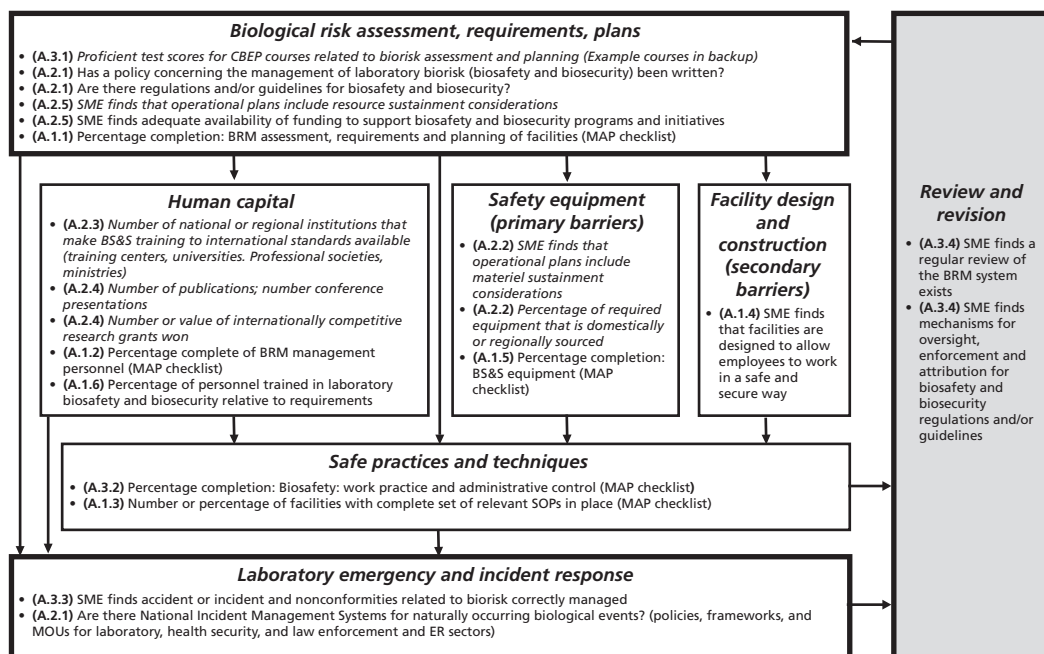 Biological risk assessment, requirements, plans
• (A.3.1) Proficient test scores for CBEP courses related to biorisk assessment and planning (Example courses in backup)
• (A.2.1) Has a policy concerning the management of laboratory biorisk (biosafety and biosecurity) been written?
• (A.2.1) Are there regulations and/or guidelines for biosafety and biosecurity?
• (A.2.5) SME finds that operational plans include resource sustainment considerations
• (A.2.5) SME finds adequate availability of funding to support biosafety and biosecurity programs and initiatives
• (A.1.1) Percentage completion: BRM assessment, requirements and planning of facilities (MAP checklist)
Human capital
• (A.2.3) Number of national or regional institutions that
make BS&S training to international standards available
(training centers, universities. Professional societies,
ministries)
• (A.2.4) Number of publications; number conference
presentations
• (A.2.4) Number or value of internationally competitive
research grants won
• (A.1.2) Percentage complete of BRM management
personnel (MAP checklist)
• (A.1.6) Percentage of personnel trained in laboratory
biosafety and biosecurity relative to requirements
Safety equipment
(primary barriers)
• (A.2.2) SME finds that
operational plans include
materiel sustainment
considerations
• (A.2.2) Percentage of required
equipment that is domestically
or regionally sourced
• (A.1.5) Percentage completion:
BS&S equipment (MAP
checklist)
Facility design
and
construction
(secondary
barriers)
• (A.1.4) SME finds
that facilities are
designed to allow
employees to work
in a safe and
secure way
Safe practices and techniques
• (A.3.2) Percentage completion: Biosafety: work practice and administrative control (MAP checklist)
• (A.1.3) Number or percentage of facilities with complete set of relevant SOPs in place (MAP checklist)
Laboratory emergency and incident response
• (A.3.3) SME finds accident or incident and nonconformities related to biorisk correctly managed
• (A.2.1) Are there National Incident Management Systems for naturally occurring biological events? (policies, frameworks, and
MOUs for laboratory, health security, and law enforcement and ER sectors)
Review and
revision
• (A.3.4) SME finds a
regular review of
the BRM system
exists
• (A.3.4) SME finds
mechanisms for
oversight,
enforcement and
attribution for
biosafety and
biosecurity
regulations and/or
guidelines